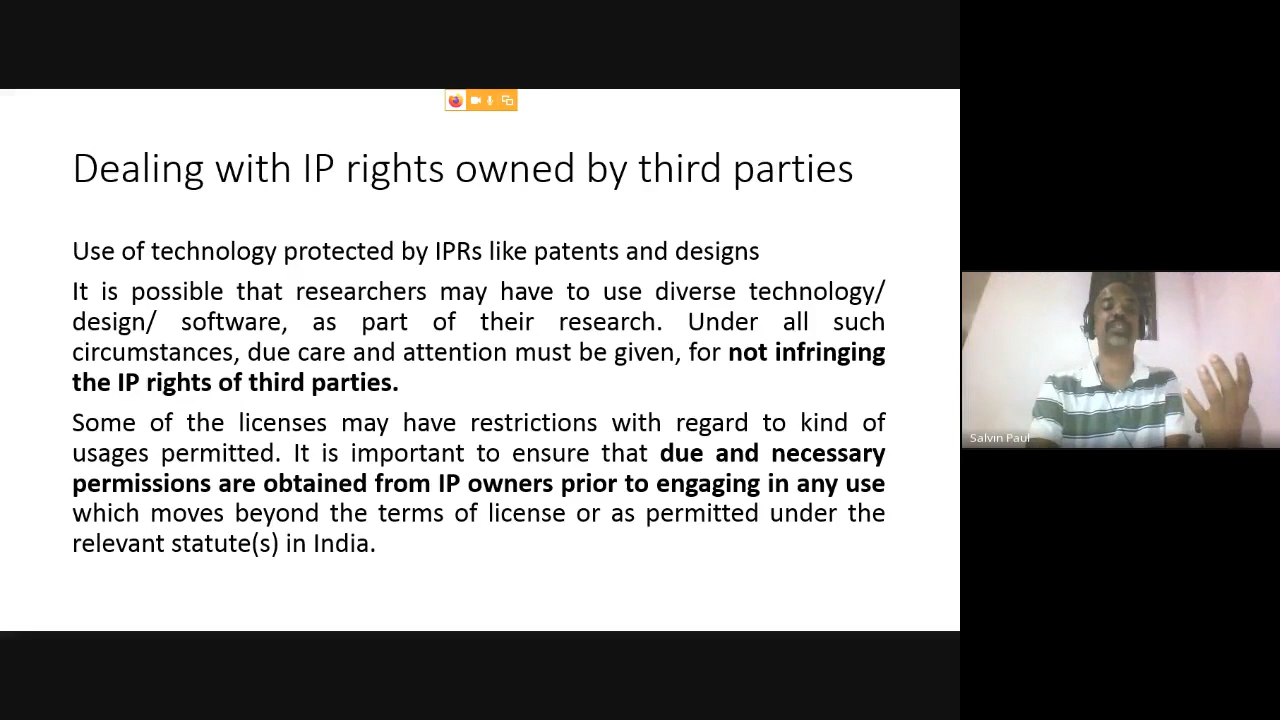 Dealing with IP rights owned by third parties
Use of technology protected by IPRs like patents and designs
It is possible that researchers may have to use diverse technology/
design/ software, as part of their research. Under all such
circumstances, due care and attention must be given, for not infringing
the IP rights of third parties.
Some of the licenses may have restrictions with regard to kind of
usages permitted. It is important to ensure that due and necessary
permissions are obtained from IP owners prior to engaging in any use
which moves beyond the terms of license or as permitted under the
relevant statute(s) in India.
Salvin Paul